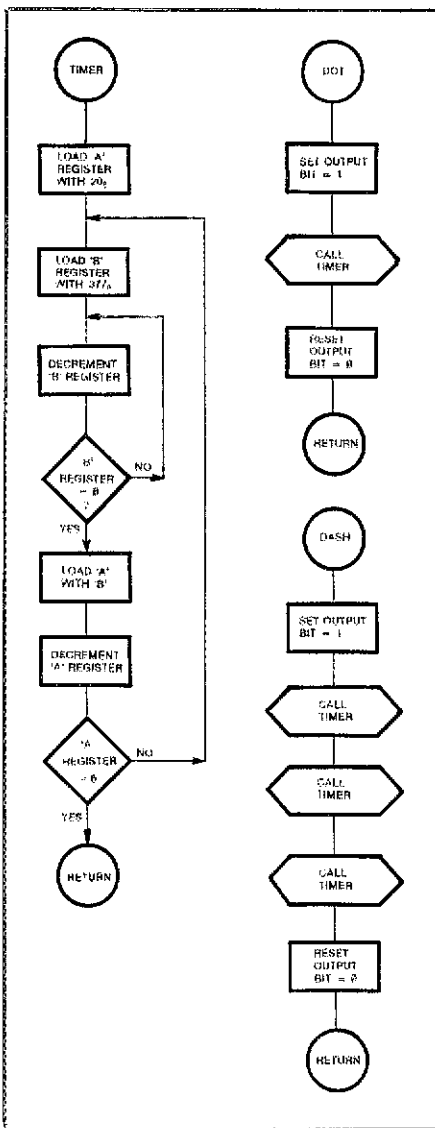 TIMER
LOAD 'A'
REGISTER
WITH 20₈
LOAD 'B'
REGISTER
WITH 377₈
DECREMENT
'B' REGISTER
'B'
REGISTER
= 0
?
NO
YES
LOAD 'A'
WITH 'B'
DECREMENT
'A' REGISTER
'A
REGISTER
= 0
NO
YES
RETURN
DOT
SET OUTPUT
BIT = 1
CALL
TIMER
RESET
OUTPUT
BIT = 0
RETURN
DASH
SET OUTPUT
BIT = 1
CALL
TIMER
CALL
TIMER
CALL
TIMER
RESET
OUTPUT
BIT = 0
RETURN